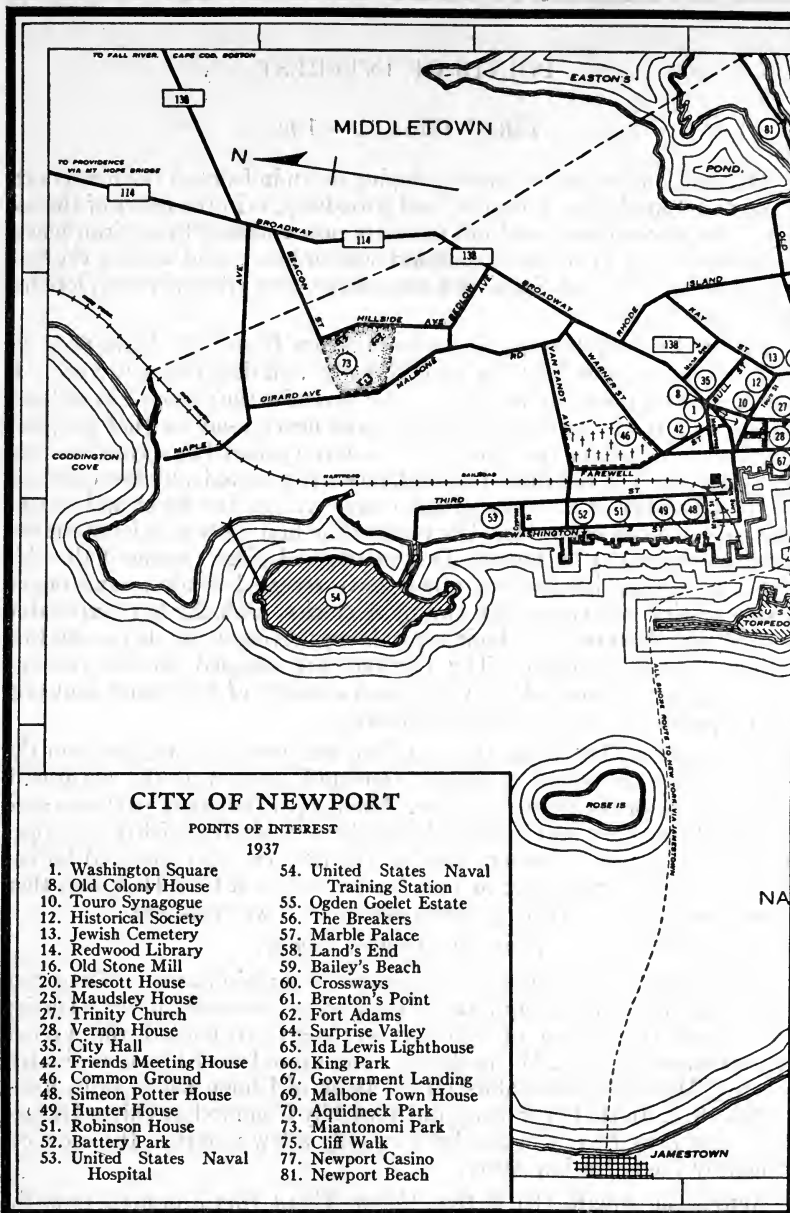 TO FALL RIVER, CAPE COD, BOSTON
138
EASTON'S
81
MIDDLETOWN
N
POND.
TO PROVIDENCE
VIA MT. HOPE BRIDGE
114
BROADWAY
114
138
OLD
AVE
BEACON
ST
HILLSIDE AVE
BEDLOW
AVE
BROADWAY
RHODE
ISLAND
KAY
ST
138
13
73
MALBONE
RD
GIRARD AVE
VAN ZANDT
AVE
WARNER ST
8
35
BULL
ST
12
1
10
27
42
ST
28
46
67
MAPLE
CODDINGTON
COVE
FAREWELL
RAILROAD
THIRD
ST
53
52
51
49
48
WASHINGTON
ST
54
U. S.
TORPEDO
ALL SHORE ROUTE TO NEW YORK VIA JAMESTOWN
ROSE IS
NA
JAMESTOWN
CITY OF NEWPORT
POINTS OF INTEREST
1937
1. Washington Square
8. Old Colony House
10. Touro Synagogue
12. Historical Society
13. Jewish Cemetery
14. Redwood Library
16. Old Stone Mill
20. Prescott House
25. Maudsley House
27. Trinity Church
28. Vernon House
35. City Hall
42. Friends Meeting House
46. Common Ground
48. Simeon Potter House
49. Hunter House
51. Robinson House
52. Battery Park
53. United States Naval
Hospital
54. United States Naval
Training Station
55. Ogden Goelet Estate
56. The Breakers
57. Marble Palace
58. Land's End
59. Bailey's Beach
60. Crossways
61. Brenton's Point
62. Fort Adams
64. Surprise Valley
65. Ida Lewis Lighthouse
66. King Park
67. Government Landing
69. Malbone Town House
70. Aquidneck Park
73. Miantonomi Park
75. Cliff Walk
77. Newport Casino
81. Newport Beach